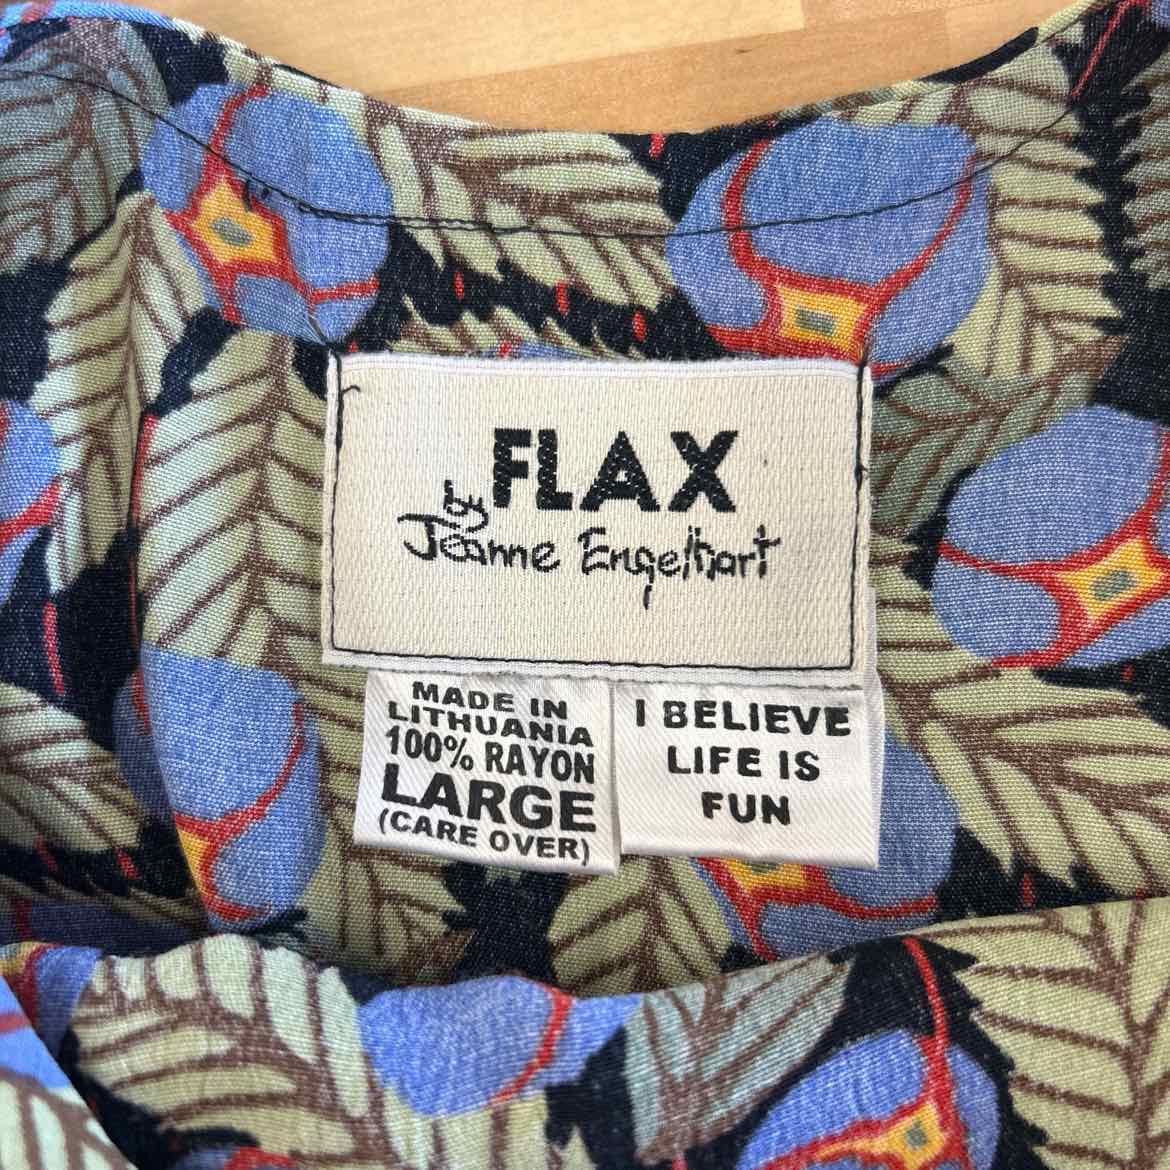 FLAX
by
Jeanne Engelhart
MADE IN
LITHUANIA
100% RAYON
LARGE
(CARE OVER)
I BELIEVE
LIFE IS
FUN